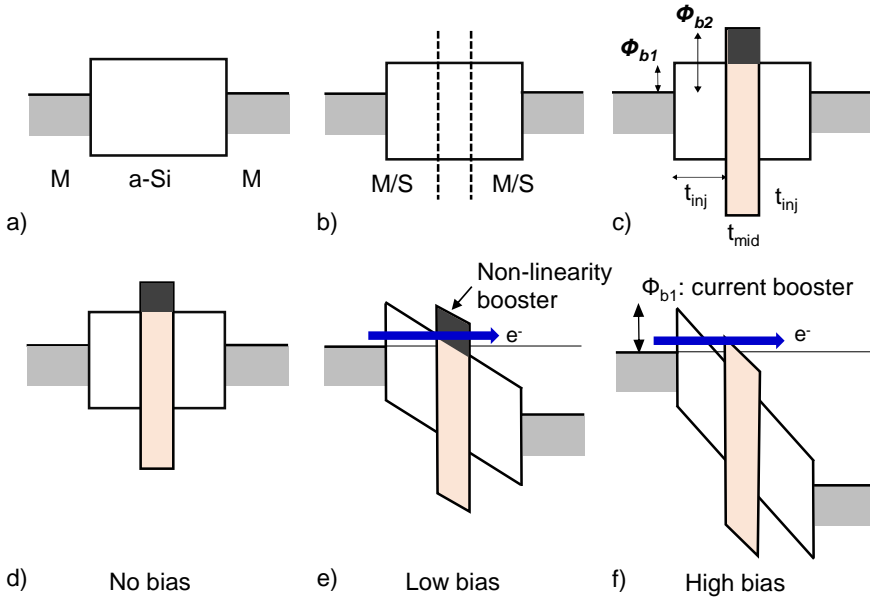 M
a-Si
M
a)
M/S
M/S
b)
Φb1
Φb2
tinj
tinj
tmid
c)
d)
No bias
Non-linearity
booster
e-
e)
Low bias
Φb1: current booster
e-
f)
High bias